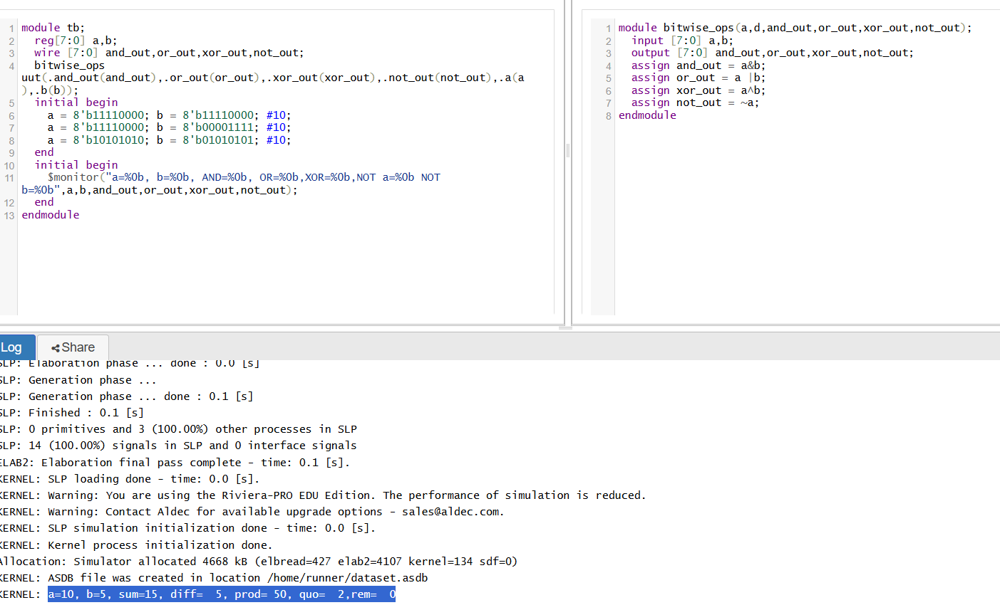 1 module tb;
2 reg[7:0] a,b;
3 wire [7:0] and_out,or_out,xor_out,not_out;
4 bitwise_ops
uut(.and_out(and_out),.or_out(or_out),.xor_out(xor_out),.not_out(not_out),.a(a
),.b(b));
5 initial begin
6 a = 8'b11110000; b = 8'b11110000; #10;
7 a = 8'b11110000; b = 8'b00001111; #10;
8 a = 8'b10101010; b = 8'b01010101; #10;
9 end
10 initial begin
11 $monitor("a=%0b, b=%0b, AND=%0b, OR=%0b,XOR=%0b,NOT a=%0b NOT
b=%0b",a,b,and_out,or_out,xor_out,not_out);
12 end
13 endmodule
1 module bitwise_ops(a,d,and_out,or_out,xor_out,not_out);
2 input [7:0] a,b;
3 output [7:0] and_out,or_out,xor_out,not_out;
4 assign and_out = a&b;
5 assign or_out = a |b;
6 assign xor_out = a^b;
7 assign not_out = ~a;
8 endmodule
Log
Share
SLP: Elaboration phase ... done : 0.0 [s]
SLP: Generation phase ...
SLP: Generation phase ... done : 0.1 [s]
SLP: Finished : 0.1 [s]
SLP: 0 primitives and 3 (100.00%) other processes in SLP
SLP: 14 (100.00%) signals in SLP and 0 interface signals
ELAB2: Elaboration final pass complete - time: 0.1 [s].
KERNEL: SLP loading done - time: 0.0 [s].
KERNEL: Warning: You are using the Riviera-PRO EDU Edition. The performance of simulation is reduced.
KERNEL: Warning: Contact Aldec for available upgrade options - sales@aldec.com.
KERNEL: SLP simulation initialization done - time: 0.0 [s].
KERNEL: Kernel process initialization done.
Allocation: Simulator allocated 4668 kB (elbread=427 elab2=4107 kernel=134 sdf=0)
KERNEL: ASDB file was created in location /home/runner/dataset.asdb
KERNEL: a=10, b=5, sum=15, diff=  5, prod= 50, quo=  2,rem=  0